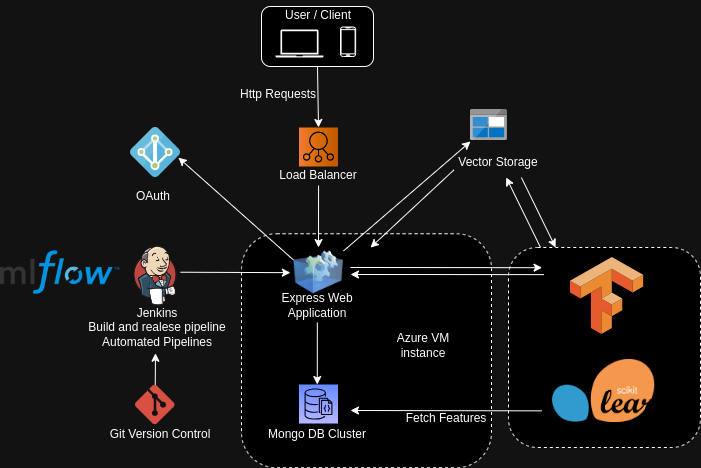 User / Client
Http Requests
Load Balancer
Vector Storage
OAuth
mlflow™
Jenkins
Build and realese pipeline
Automated Pipelines
Express Web
Application
Azure VM
instance
Git Version Control
Mongo DB Cluster
Fetch Features
scikit
lear